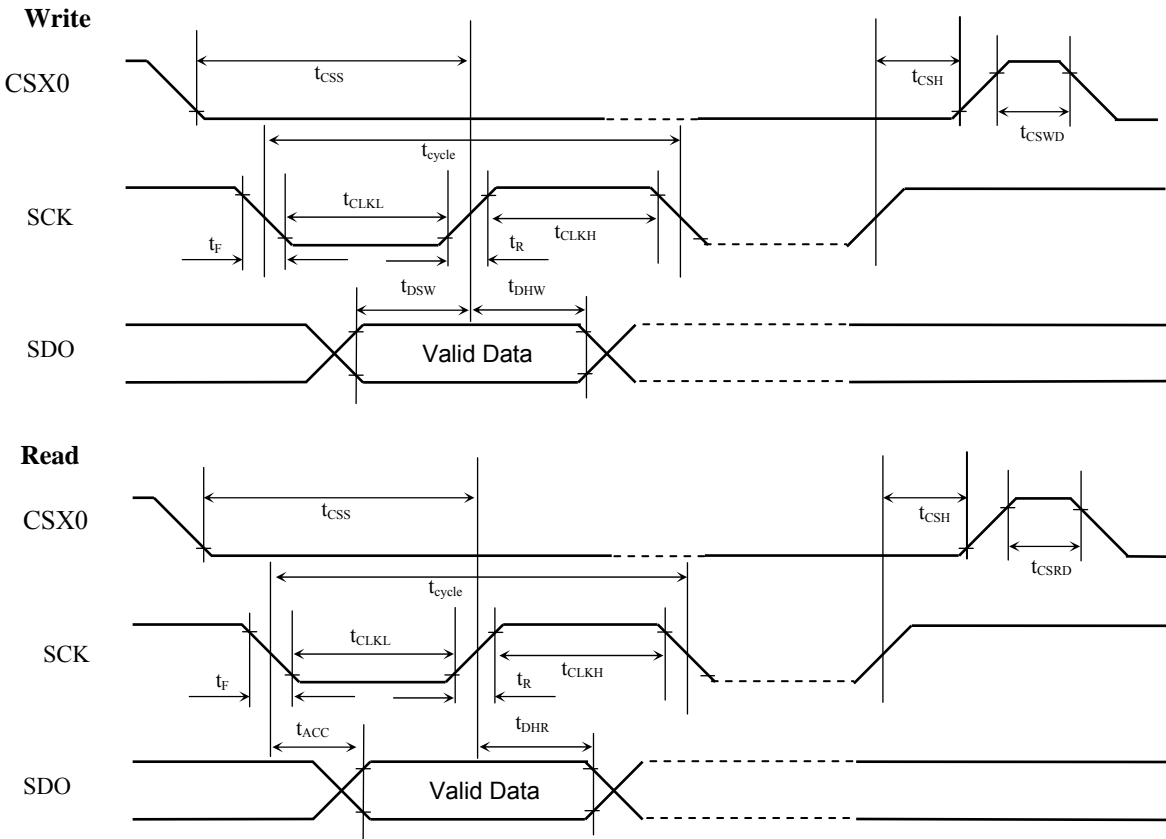 Write
CSX0
tCSS
tCSH
tCSWD
tcycle
SCK
tCLKL
tCLKH
tF
tR
tDSW
tDHW
SDO
Valid Data
Read
CSX0
tCSS
tCSH
tCSRD
tcycle
SCK
tCLKL
tCLKH
tF
tR
tACC
tDHR
SDO
Valid Data